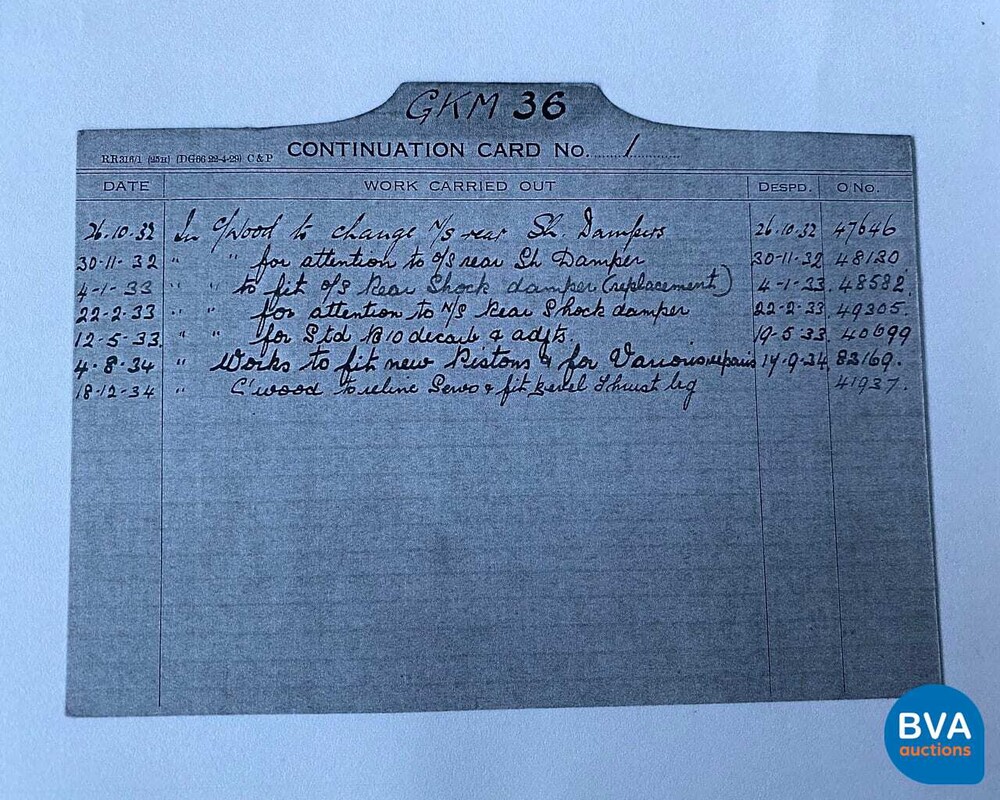 GKM 36
RR316/1 (25H) (DG66 22-4-29) C & P CONTINUATION CARD No. 1
DATE WORK CARRIED OUT DESPD. O No.
26.10.32 In C/wood to change N/S rear Sh. Dampers 26.10.32 47646
30-11-32 " " for attention to O/S rear Sh Damper 30-11-32 48130
4-1-33 " " to fit O/S Rear Shock damper (replacement) 4-1-33. 48582.
22-2-33 " " for attention to N/S Rear Shock damper 22-2-33. 49305.
12-5-33. " " for Std B10 decarb & adjts. 19-5-33. 40699
4-8-34 " Works to fit new Pistons & for Various repairs 14-9-34. 83169.
18-12-34 " C'wood to reline Servo & fit bevel Thrust brg 41937.
BVA
auctions